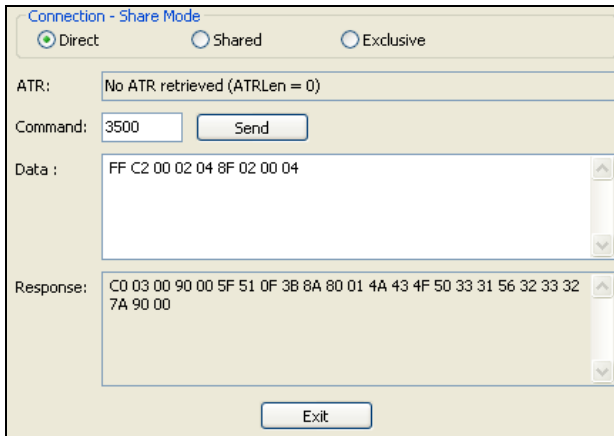 Connection - Share Mode
Direct Shared Exclusive
ATR: No ATR retrieved (ATRLen = 0)
Command: 3500 Send
Data : FF C2 00 02 04 8F 02 00 04
Response: C0 03 00 90 00 5F 51 0F 3B 8A 80 01 4A 43 4F 50 33 31 56 32 33 32
7A 90 00
Exit